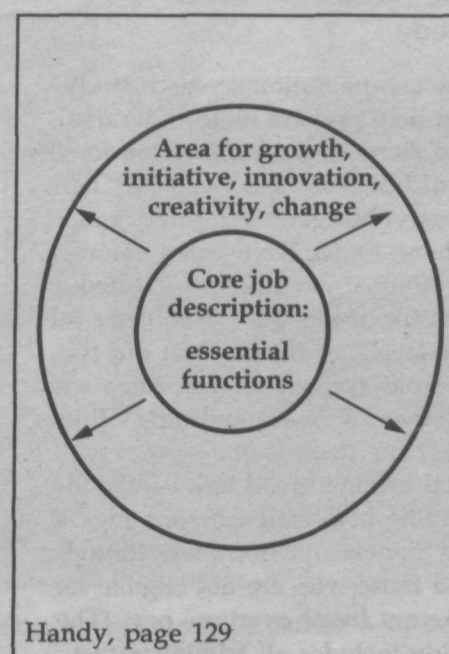 Area for growth,
initiative, innovation,
creativity, change
Core job
description:
essential
functions
Handy, page 129